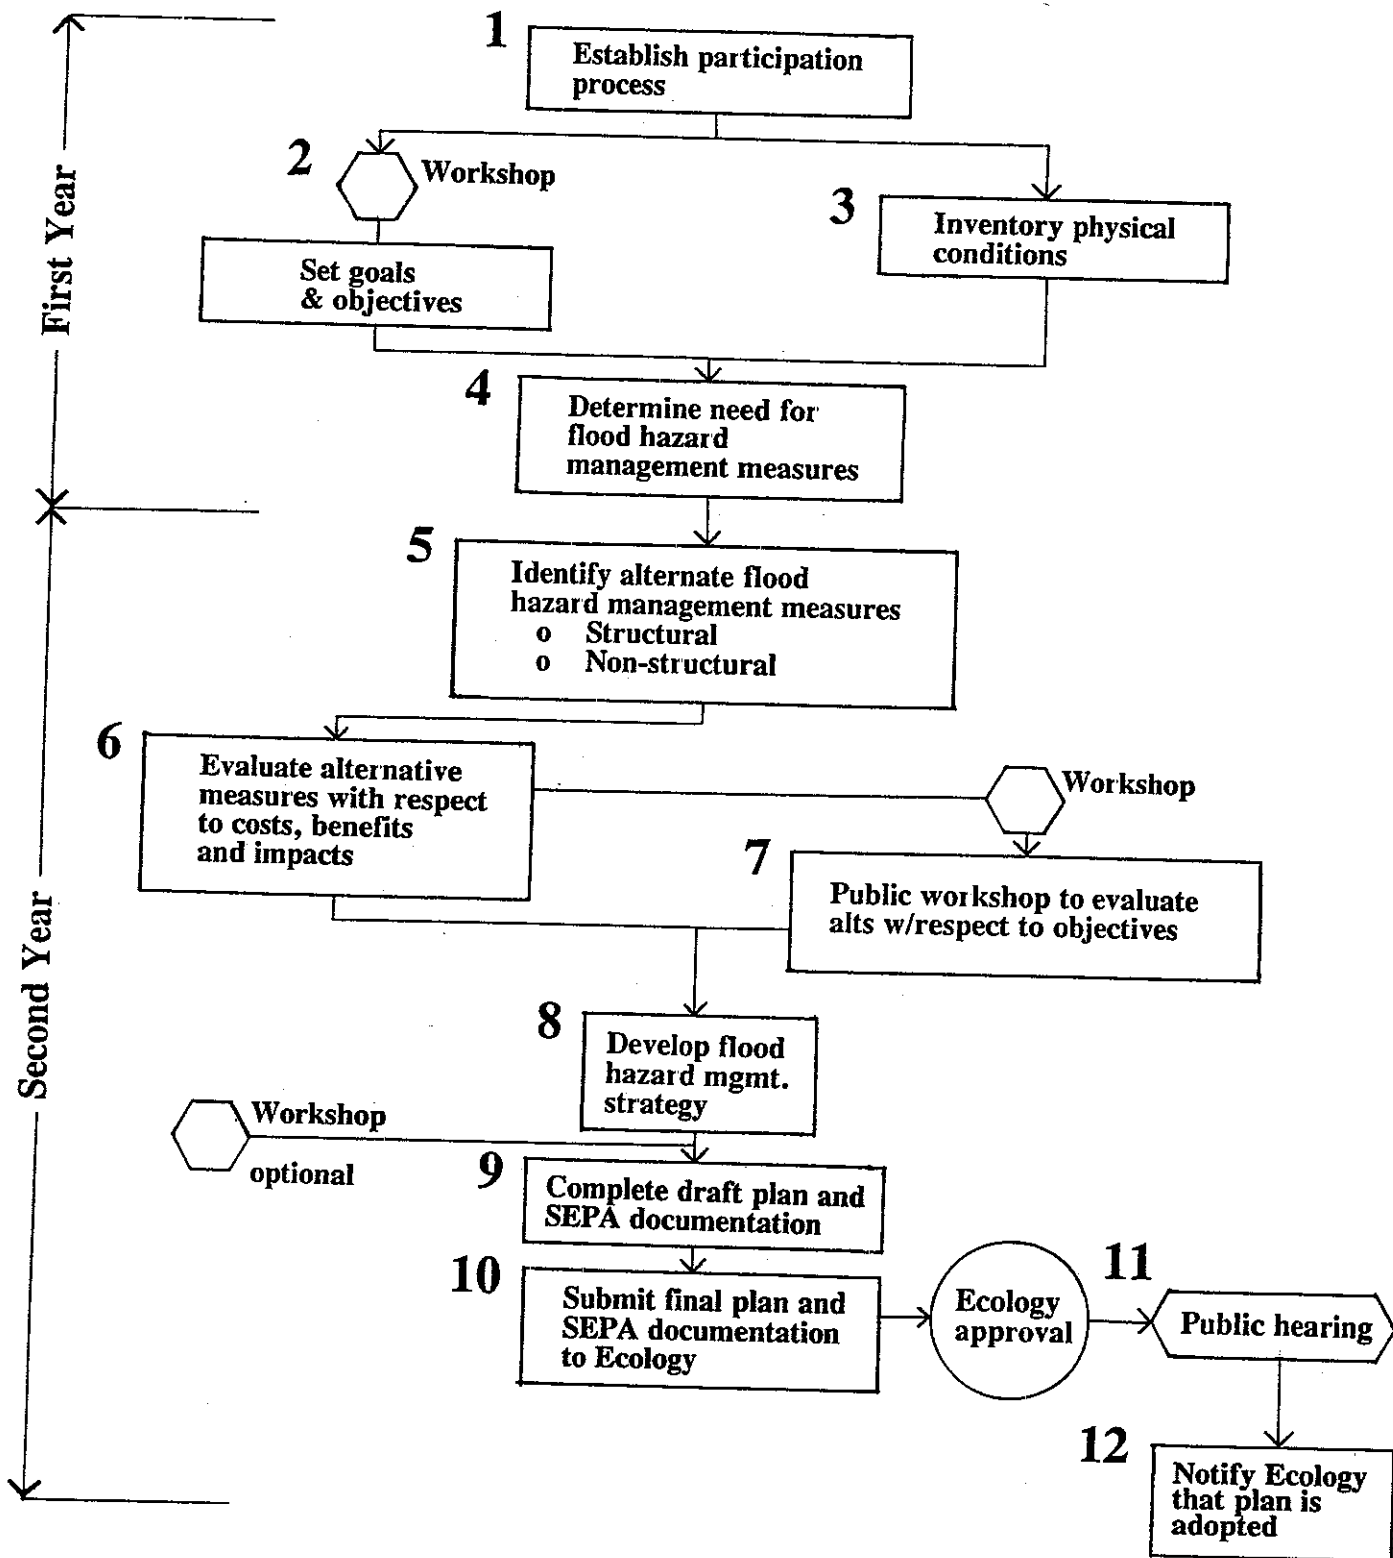 1
Establish participation
process
2
Workshop
3
Inventory physical
conditions
Set goals
& objectives
First Year
4
Determine need for
flood hazard
management measures
5
Identify alternate flood
hazard management measures
o Structural
o Non-structural
6
Evaluate alternative
measures with respect
to costs, benefits
and impacts
Workshop
7
Public workshop to evaluate
alts w/respect to objectives
Second Year
8
Develop flood
hazard mgmt.
strategy
Workshop
optional
9
Complete draft plan and
SEPA documentation
10
Submit final plan and
SEPA documentation
to Ecology
Ecology
approval
11
Public hearing
12
Notify Ecology
that plan is
adopted